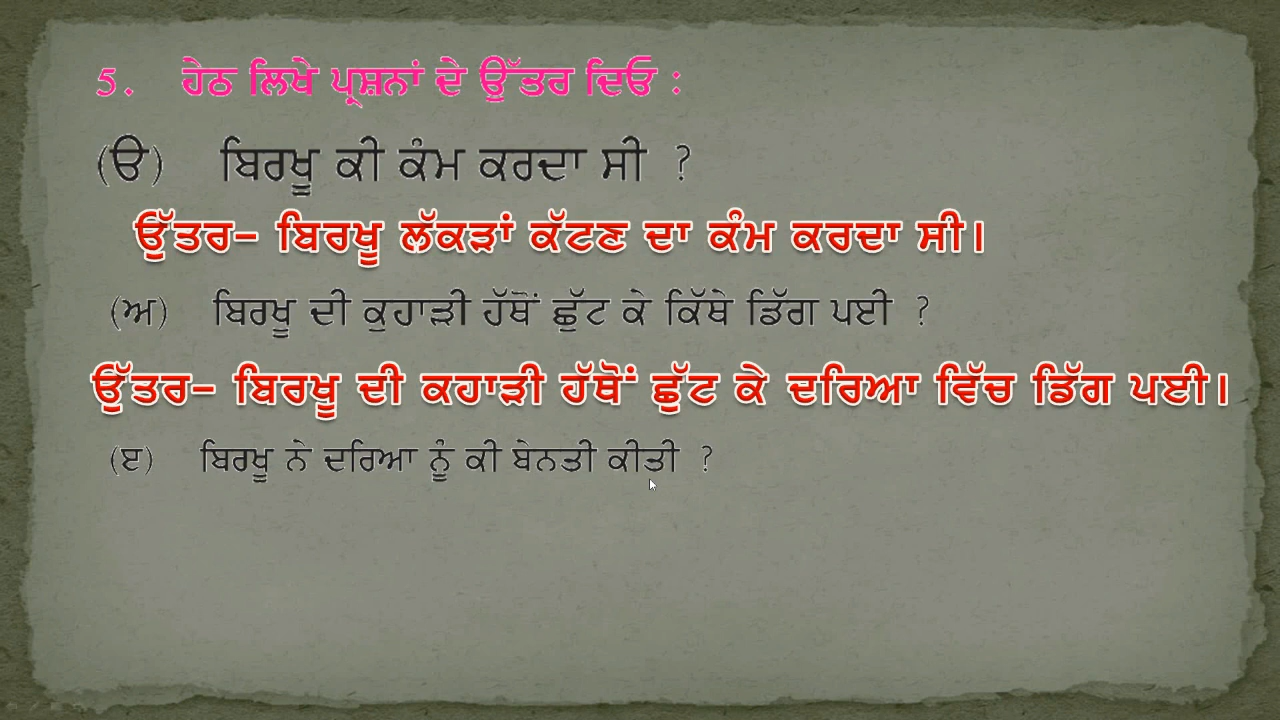 5. ਹੇਠ ਲਿਖੇ ਪ੍ਰਸ਼ਨਾਂ ਦੇ ਉੱਤਰ ਦਿਓ :
(ੳ) ਬਿਰਖੂ ਕੀ ਕੰਮ ਕਰਦਾ ਸੀ ?
ਉੱਤਰ- ਬਿਰਖੂ ਲੱਕੜਾਂ ਕੱਟਣ ਦਾ ਕੰਮ ਕਰਦਾ ਸੀ।
(ਅ) ਬਿਰਖੂ ਦੀ ਕੁਹਾੜੀ ਹੱਥੋਂ ਛੁੱਟ ਕੇ ਕਿੱਥੇ ਡਿੱਗ ਪਈ ?
ਉੱਤਰ- ਬਿਰਖੂ ਦੀ ਕਹਾੜੀ ਹੱਥੋਂ ਛੁੱਟ ਕੇ ਦਰਿਆ ਵਿੱਚ ਡਿੱਗ ਪਈ।
(ੲ) ਬਿਰਖੂ ਨੇ ਦਰਿਆ ਨੂੰ ਕੀ ਬੇਨਤੀ ਕੀਤੀ ?